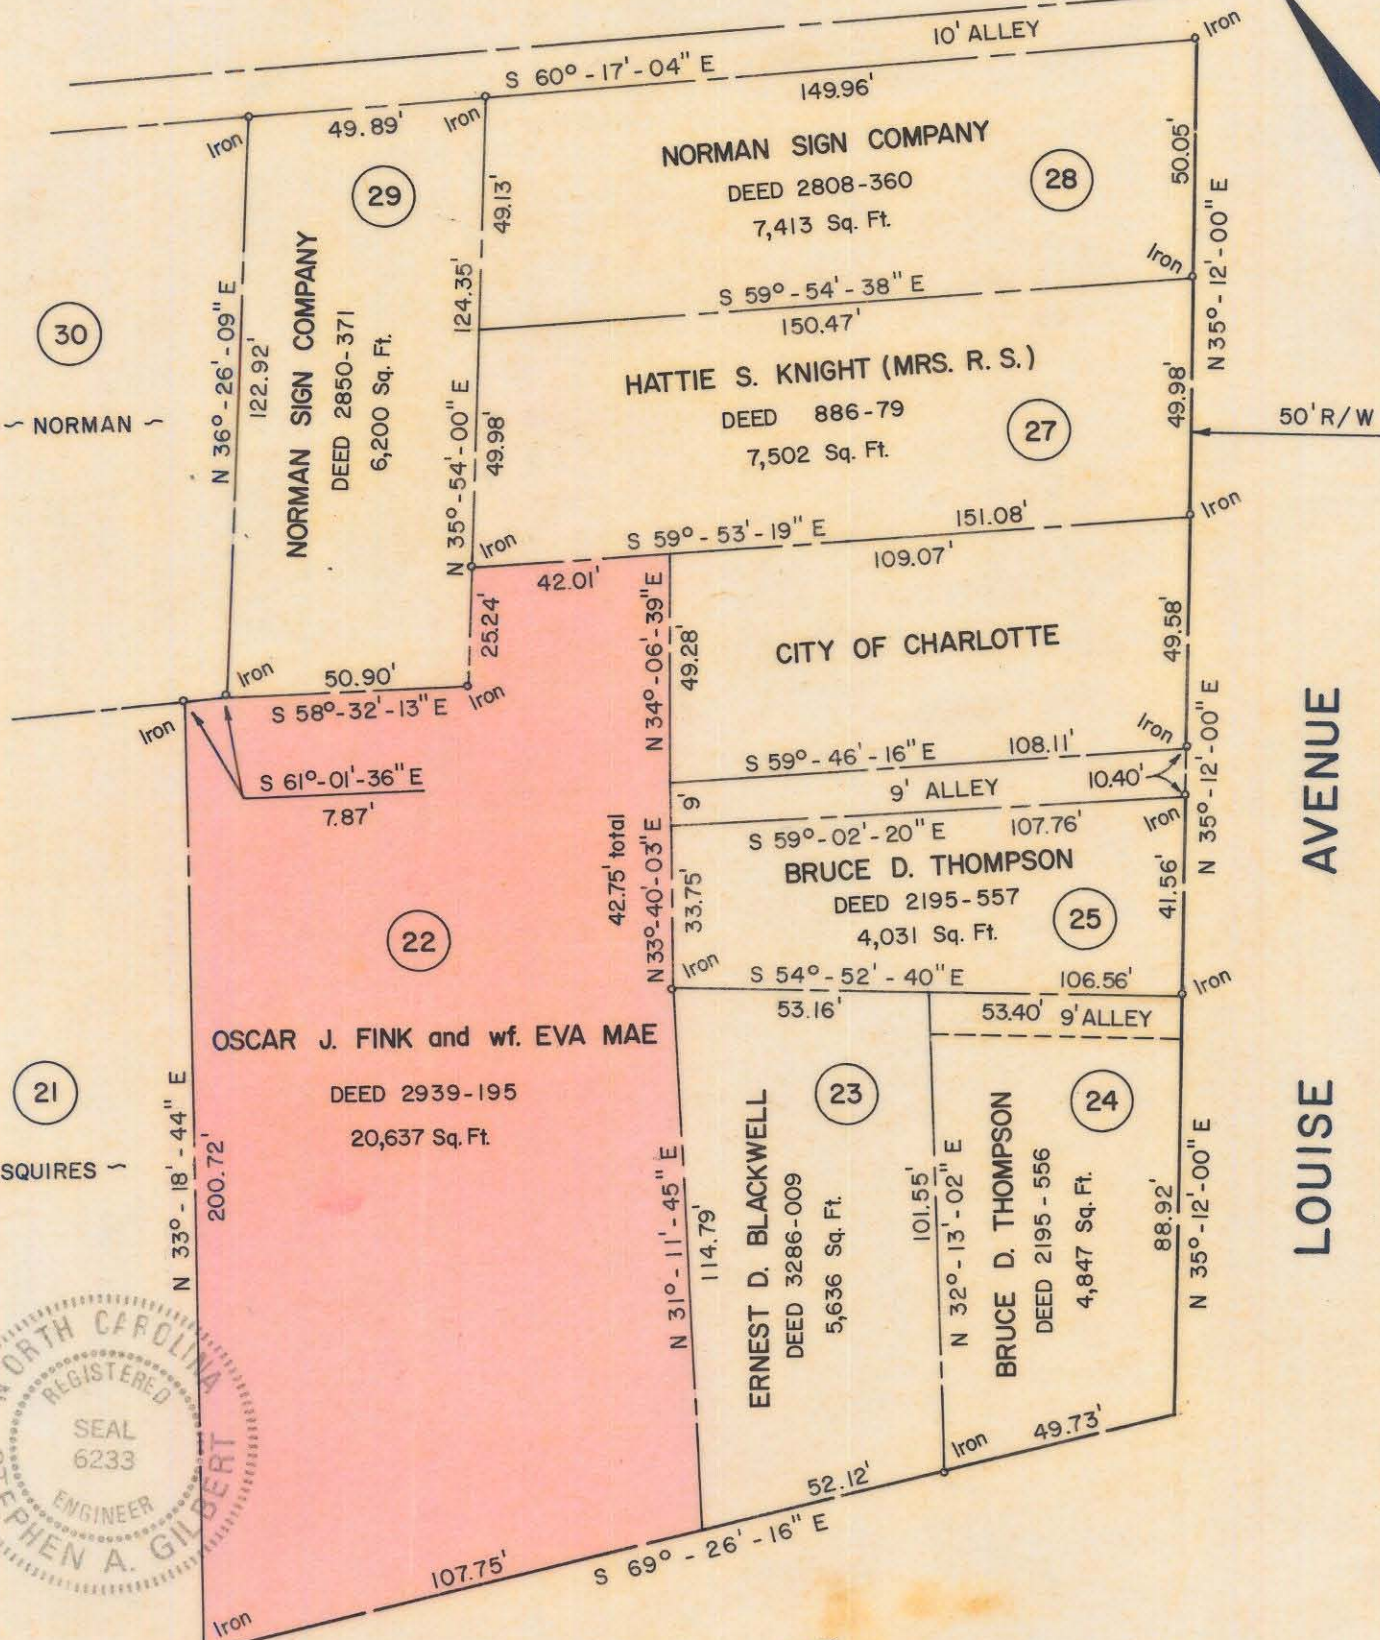 10' ALLEY
Iron
S 60° - 17' - 04" E
149.96'
Iron
49.89'
Iron
NORMAN SIGN COMPANY
DEED 2808-360
7,413 Sq. Ft.
28
50.05'
N 35° - 12' - 00" E
29
49.13'
NORMAN SIGN COMPANY
DEED 2850-371
6,200 Sq. Ft.
124.35'
N 35° - 54' - 00" E
49.98'
N 36° - 26' - 09" E
122.92'
30
~ NORMAN ~
Iron
S 59° - 54' - 38" E
150.47'
HATTIE S. KNIGHT (MRS. R. S.)
DEED 886-79
7,502 Sq. Ft.
27
49.98'
50' R/W
Iron
S 59° - 53' - 19" E
151.08'
Iron
42.01'
109.07'
25.24'
N 34° - 06' - 39" E
49.28'
CITY OF CHARLOTTE
49.58'
Iron
50.90'
Iron
S 58° - 32' - 13" E
Iron
S 61° - 01' - 36" E
7.87'
Iron
S 59° - 46' - 16" E
108.11'
9'
9' ALLEY
10.40'
N 35° - 12' - 00" E
S 59° - 02' - 20" E
107.76'
Iron
42.75' total
N 33° - 40' - 03" E
33.75'
BRUCE D. THOMPSON
DEED 2195-557
4,031 Sq. Ft.
25
41.56'
AVENUE
22
Iron
S 54° - 52' - 40" E
106.56'
Iron
53.16'
53.40'
9' ALLEY
OSCAR J. FINK and wf. EVA MAE
DEED 2939-195
20,637 Sq. Ft.
21
SQUIRES ~
N 33° - 18' - 44" E
200.72'
N 31° - 11' - 45" E
114.79'
ERNEST D. BLACKWELL
DEED 3286-009
5,636 Sq. Ft.
23
101.55'
N 32° - 13' - 02" E
BRUCE D. THOMPSON
DEED 2195 - 556
4,847 Sq. Ft.
24
88.92'
N 35° - 12' - 00" E
LOUISE
NORTH CAROLINA
REGISTERED
SEAL
6233
ENGINEER
STEPHEN A. GILBERT
Iron
49.73'
52.12'
S 69° - 26' - 16" E
107.75'
Iron